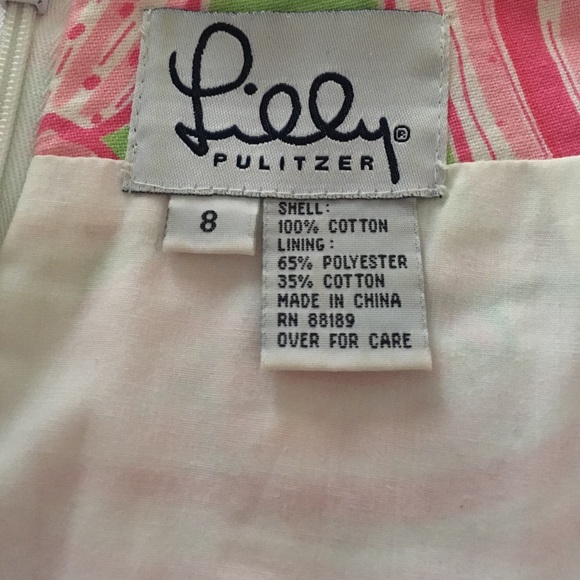 Lilly®
PULITZER
8
SHELL:
100% COTTON
LINING:
65% POLYESTER
35% COTTON
MADE IN CHINA
RN 88189
OVER FOR CARE